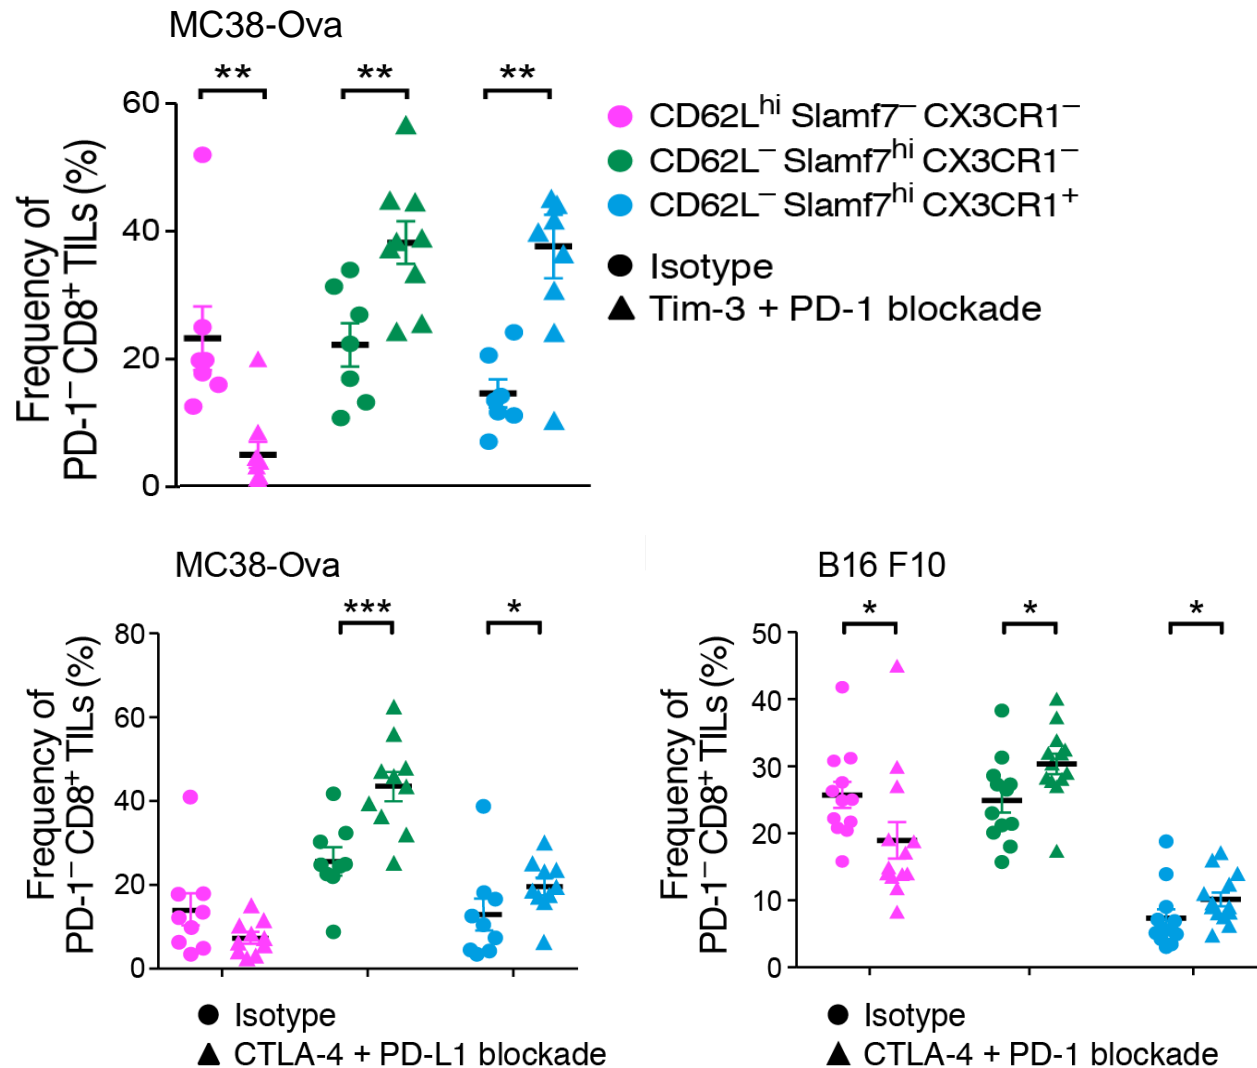 MC38-Ova
** ** **
60
40
20
0
Frequency of
PD-1⁻ CD8⁺ TILs (%)
CD62Lʰⁱ Slamf7⁻ CX3CR1⁻
CD62L⁻ Slamf7ʰⁱ CX3CR1⁻
CD62L⁻ Slamf7ʰⁱ CX3CR1⁺
Isotype
Tim-3 + PD-1 blockade
MC38-Ova
*** *
80
60
40
20
0
Frequency of
PD-1⁻ CD8⁺ TILs (%)
Isotype
CTLA-4 + PD-L1 blockade
B16 F10
* * *
50
40
30
20
10
0
Frequency of
PD-1⁻ CD8⁺ TILs (%)
Isotype
CTLA-4 + PD-1 blockade